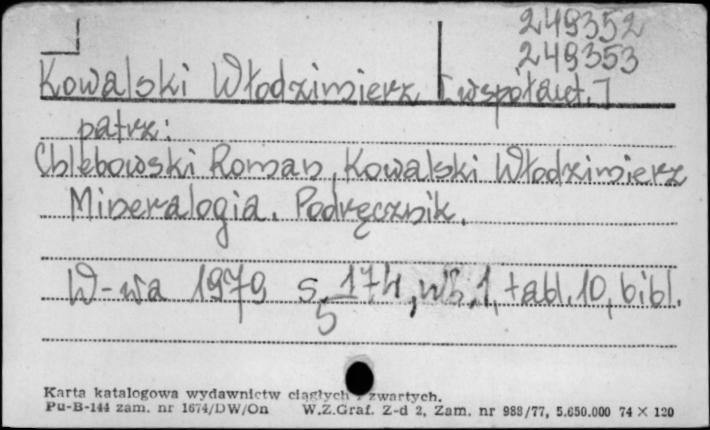 249352
249353
Kowalski Włodzimierz [współaut.]
patrz:
Chlebowski Roman, Kowalski Włodzimierz
Mineralogia. Podręcznik.
W-wa 1979 s. 174, 5 1, tabl. 10, bibl.
Karta katalogowa wydawnictw ciągłych i zwartych.
Pu-B-144 zam. nr 1674/DW/On W.Z.Graf. Z-d 2, Zam. nr 988/77, 5.650.000 74 × 120